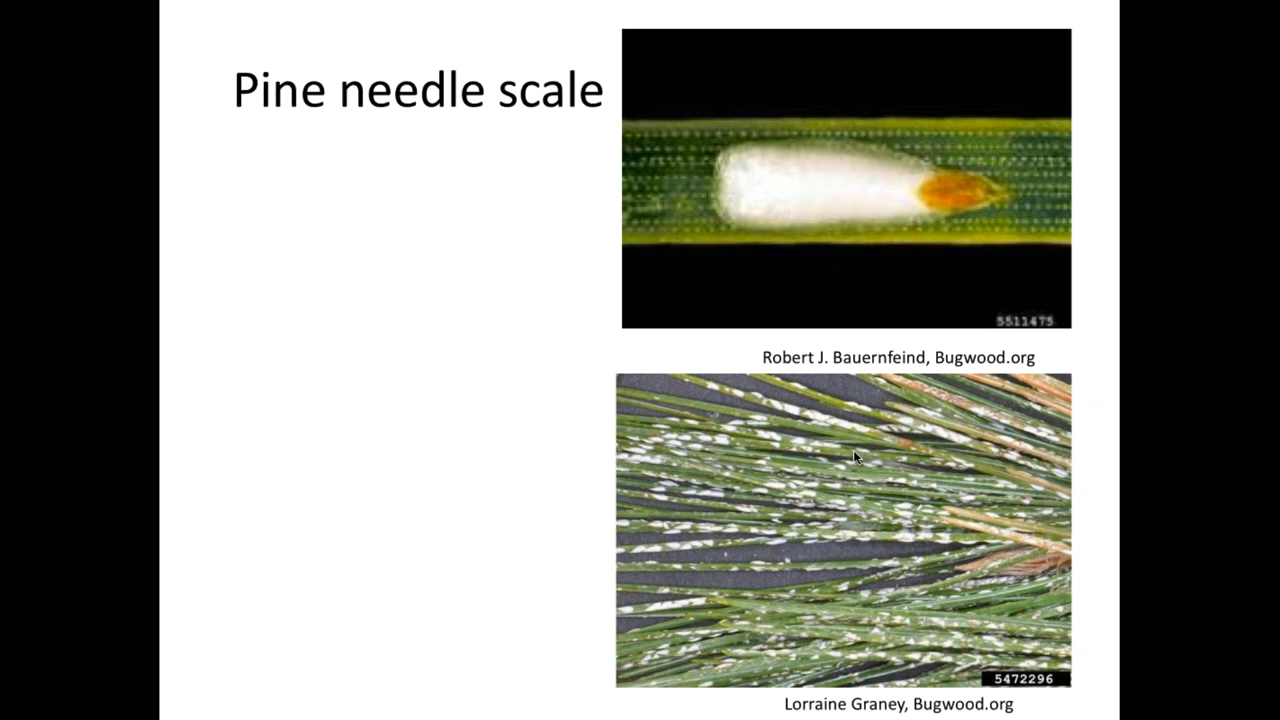 Pine needle scale
5511475
Robert J. Bauernfeind, Bugwood.org
5472296
Lorraine Graney, Bugwood.org